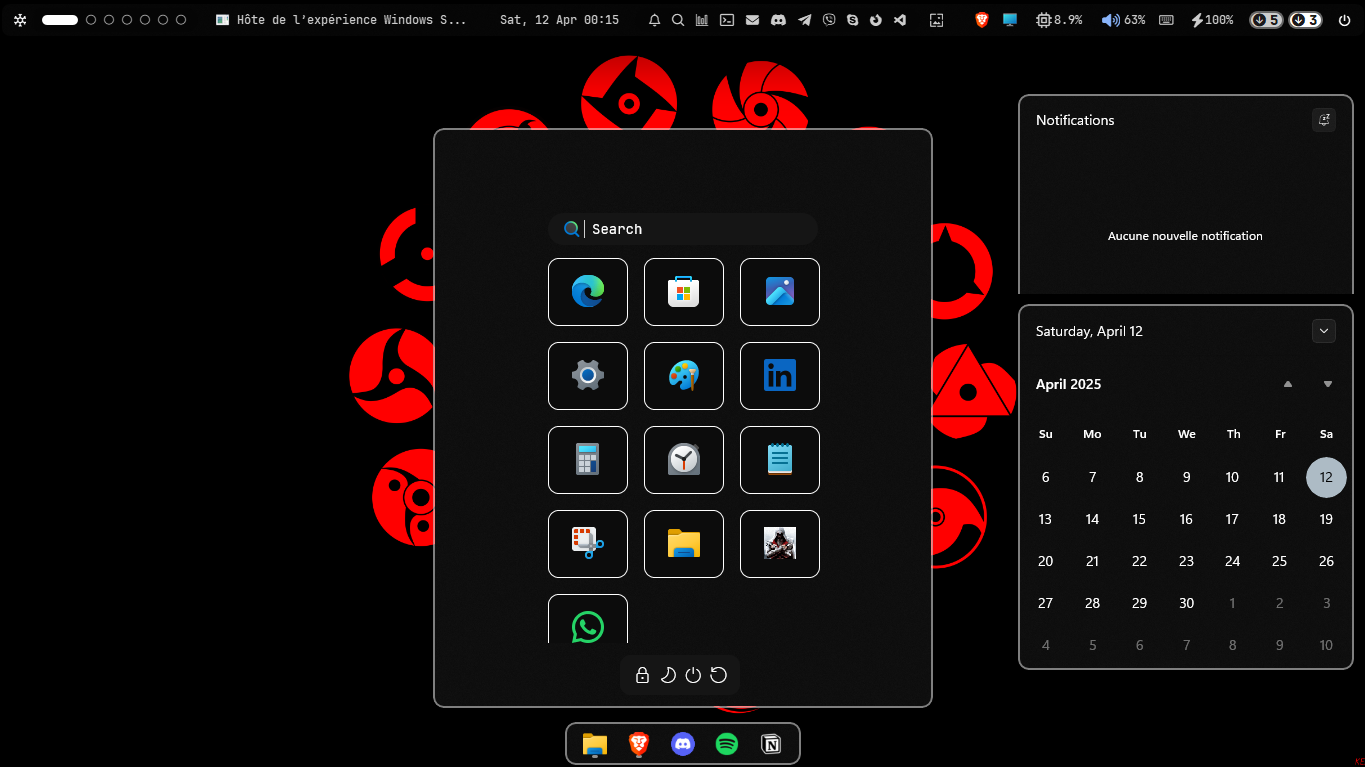 Hôte de l'expérience Windows S...
Sat, 12 Apr 00:15
8.9%
63%
100%
5
3
Search
in
Notifications
Aucune nouvelle notification
Saturday, April 12
April 2025
Su Mo Tu We Th Fr Sa
6 7 8 9 10 11 12
13 14 15 16 17 18 19
20 21 22 23 24 25 26
27 28 29 30 1 2 3
4 5 6 7 8 9 10